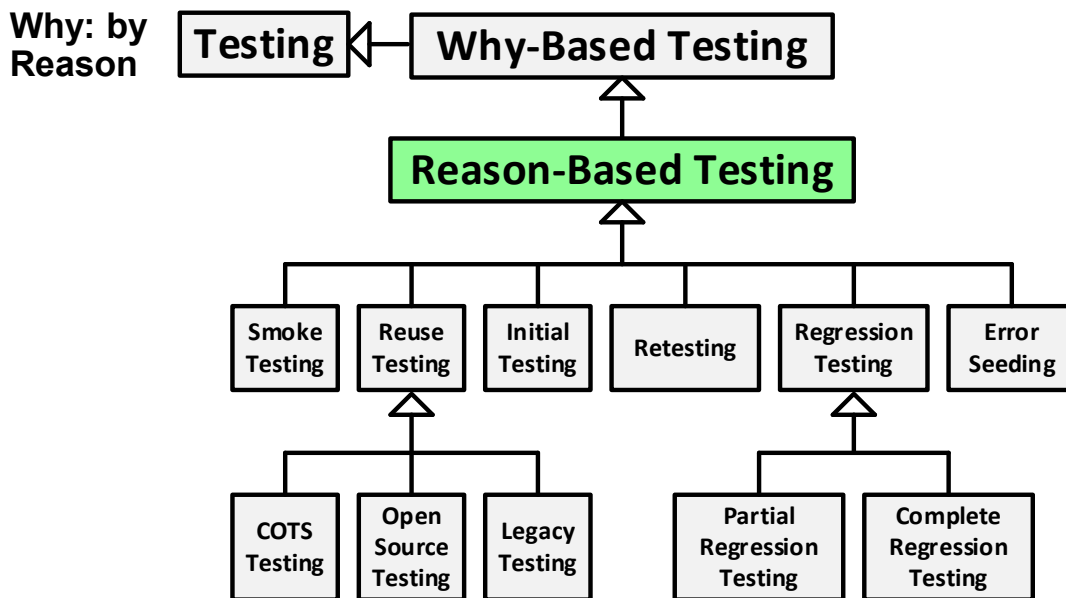 Why: by
Reason
Testing
Why-Based Testing
Reason-Based Testing
Smoke
Testing
Reuse
Testing
Initial
Testing
Retesting
Regression
Testing
Error
Seeding
COTS
Testing
Open
Source
Testing
Legacy
Testing
Partial
Regression
Testing
Complete
Regression
Testing